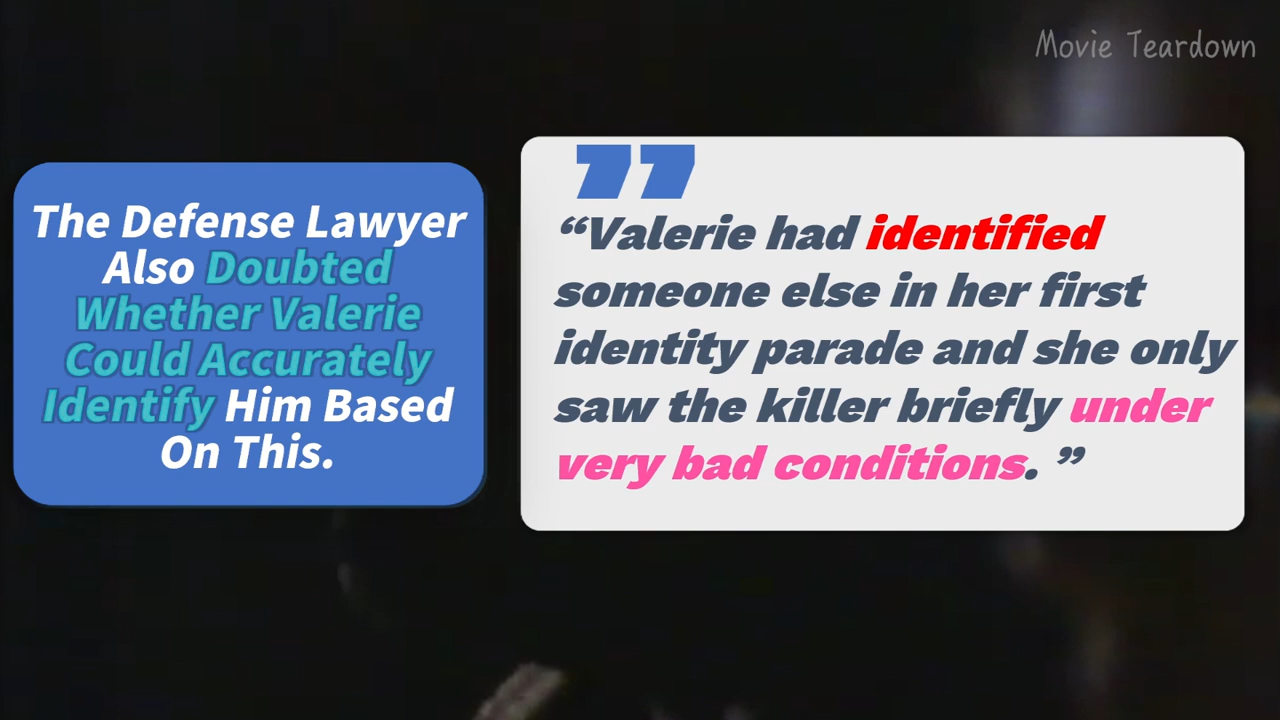 Movie Teardown
The Defense Lawyer
Also Doubted
Whether Valerie
Could Accurately
Identify Him Based
On This.
”
“Valerie had identified
someone else in her first
identity parade and she only
saw the killer briefly under
very bad conditions. ”